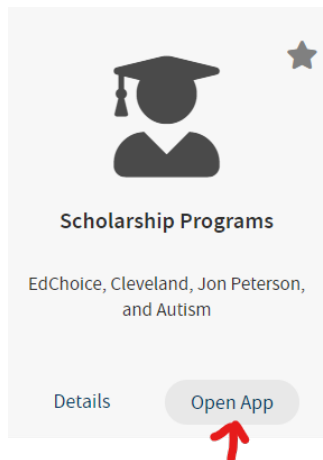 Scholarship Programs
EdChoice, Cleveland, Jon Peterson,
and Autism
Details Open App